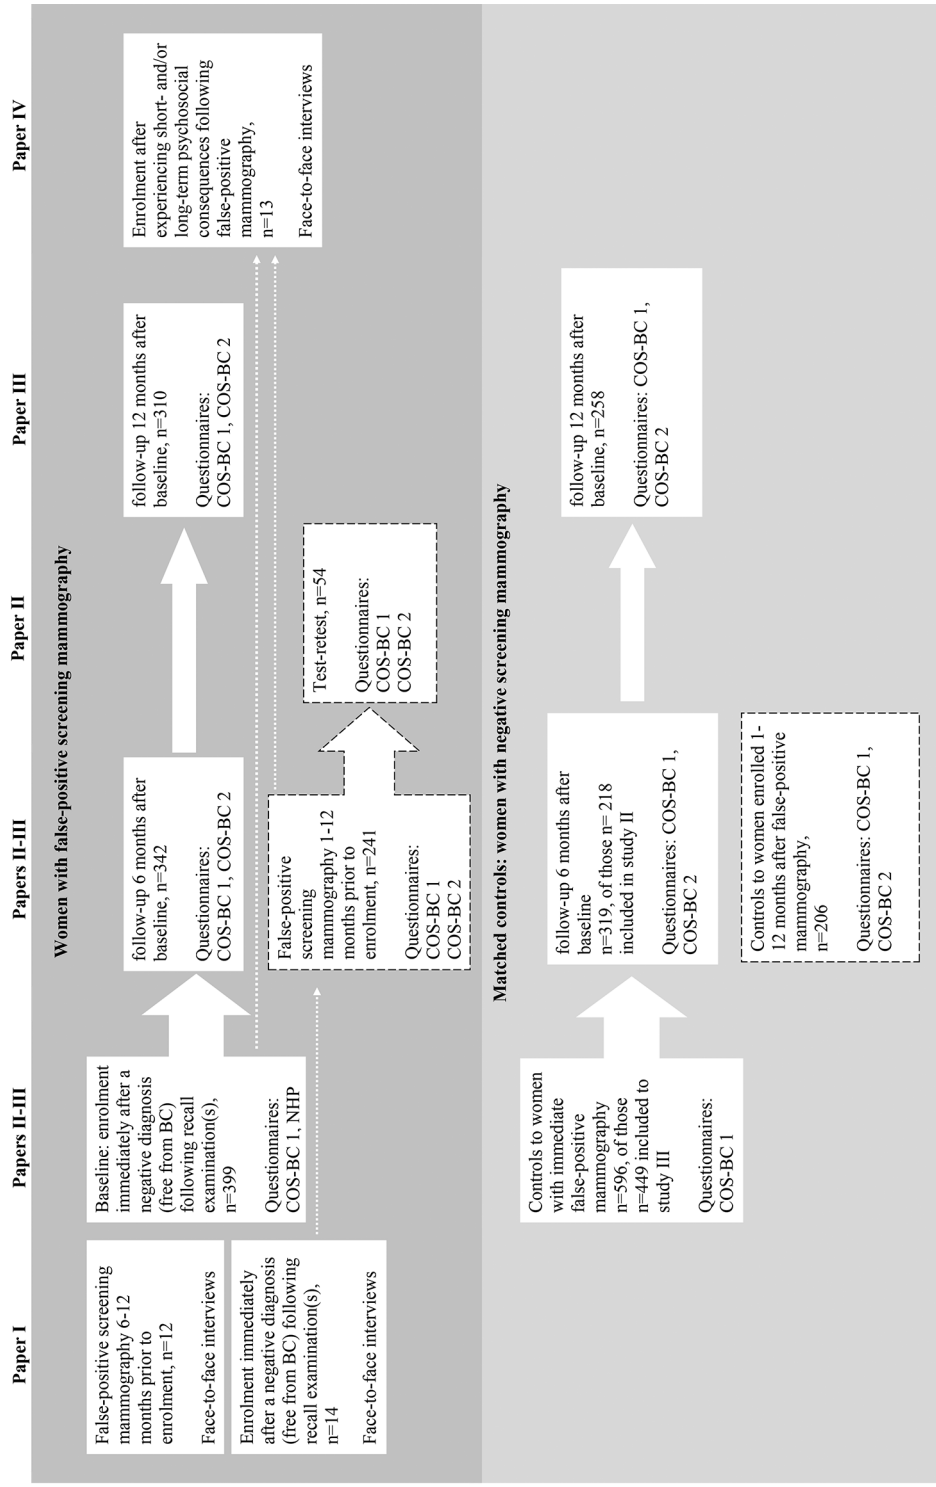 Paper I
Papers II-III
Papers II-III
Paper II
Paper III
Paper IV
Women with false-positive screening mammography
False-positive screening
mammography 6-12
months prior to
enrolment, n=12
Face-to-face interviews
Enrolment immediately
after a negative diagnosis
(free from BC) following
recall examination(s),
n=14
Face-to-face interviews
Baseline: enrolment
immediately after a
negative diagnosis
(free from BC)
following recall
examination(s),
n=399
Questionnaires:
COS-BC 1, NHP
follow-up 6 months after
baseline, n=342
Questionnaires:
COS-BC 1, COS-BC 2
False-positive
screening
mammography 1-12
months prior to
enrolment, n=241
Questionnaires:
COS-BC 1
COS-BC 2
Test-retest, n=54
Questionnaires:
COS-BC 1
COS-BC 2
follow-up 12 months after
baseline, n=310
Questionnaires:
COS-BC 1, COS-BC 2
Enrolment after
experiencing short- and/or
long-term psychosocial
consequences following
false-positive
mammography,
n=13
Face-to-face interviews
Matched controls: women with negative screening mammography
Controls to women
with immediate
false-positive
mammography
n=596, of those
n=449 included to
study III
Questionnaires:
COS-BC 1
follow-up 6 months after
baseline
n=319, of those n= 218
included in study II
Questionnaires: COS-BC 1,
COS-BC 2
Controls to women enrolled 1-
12 months after false-positive
mammography,
n=206
Questionnaires: COS-BC 1,
COS-BC 2
follow-up 12 months after
baseline, n=258
Questionnaires: COS-BC 1,
COS-BC 2